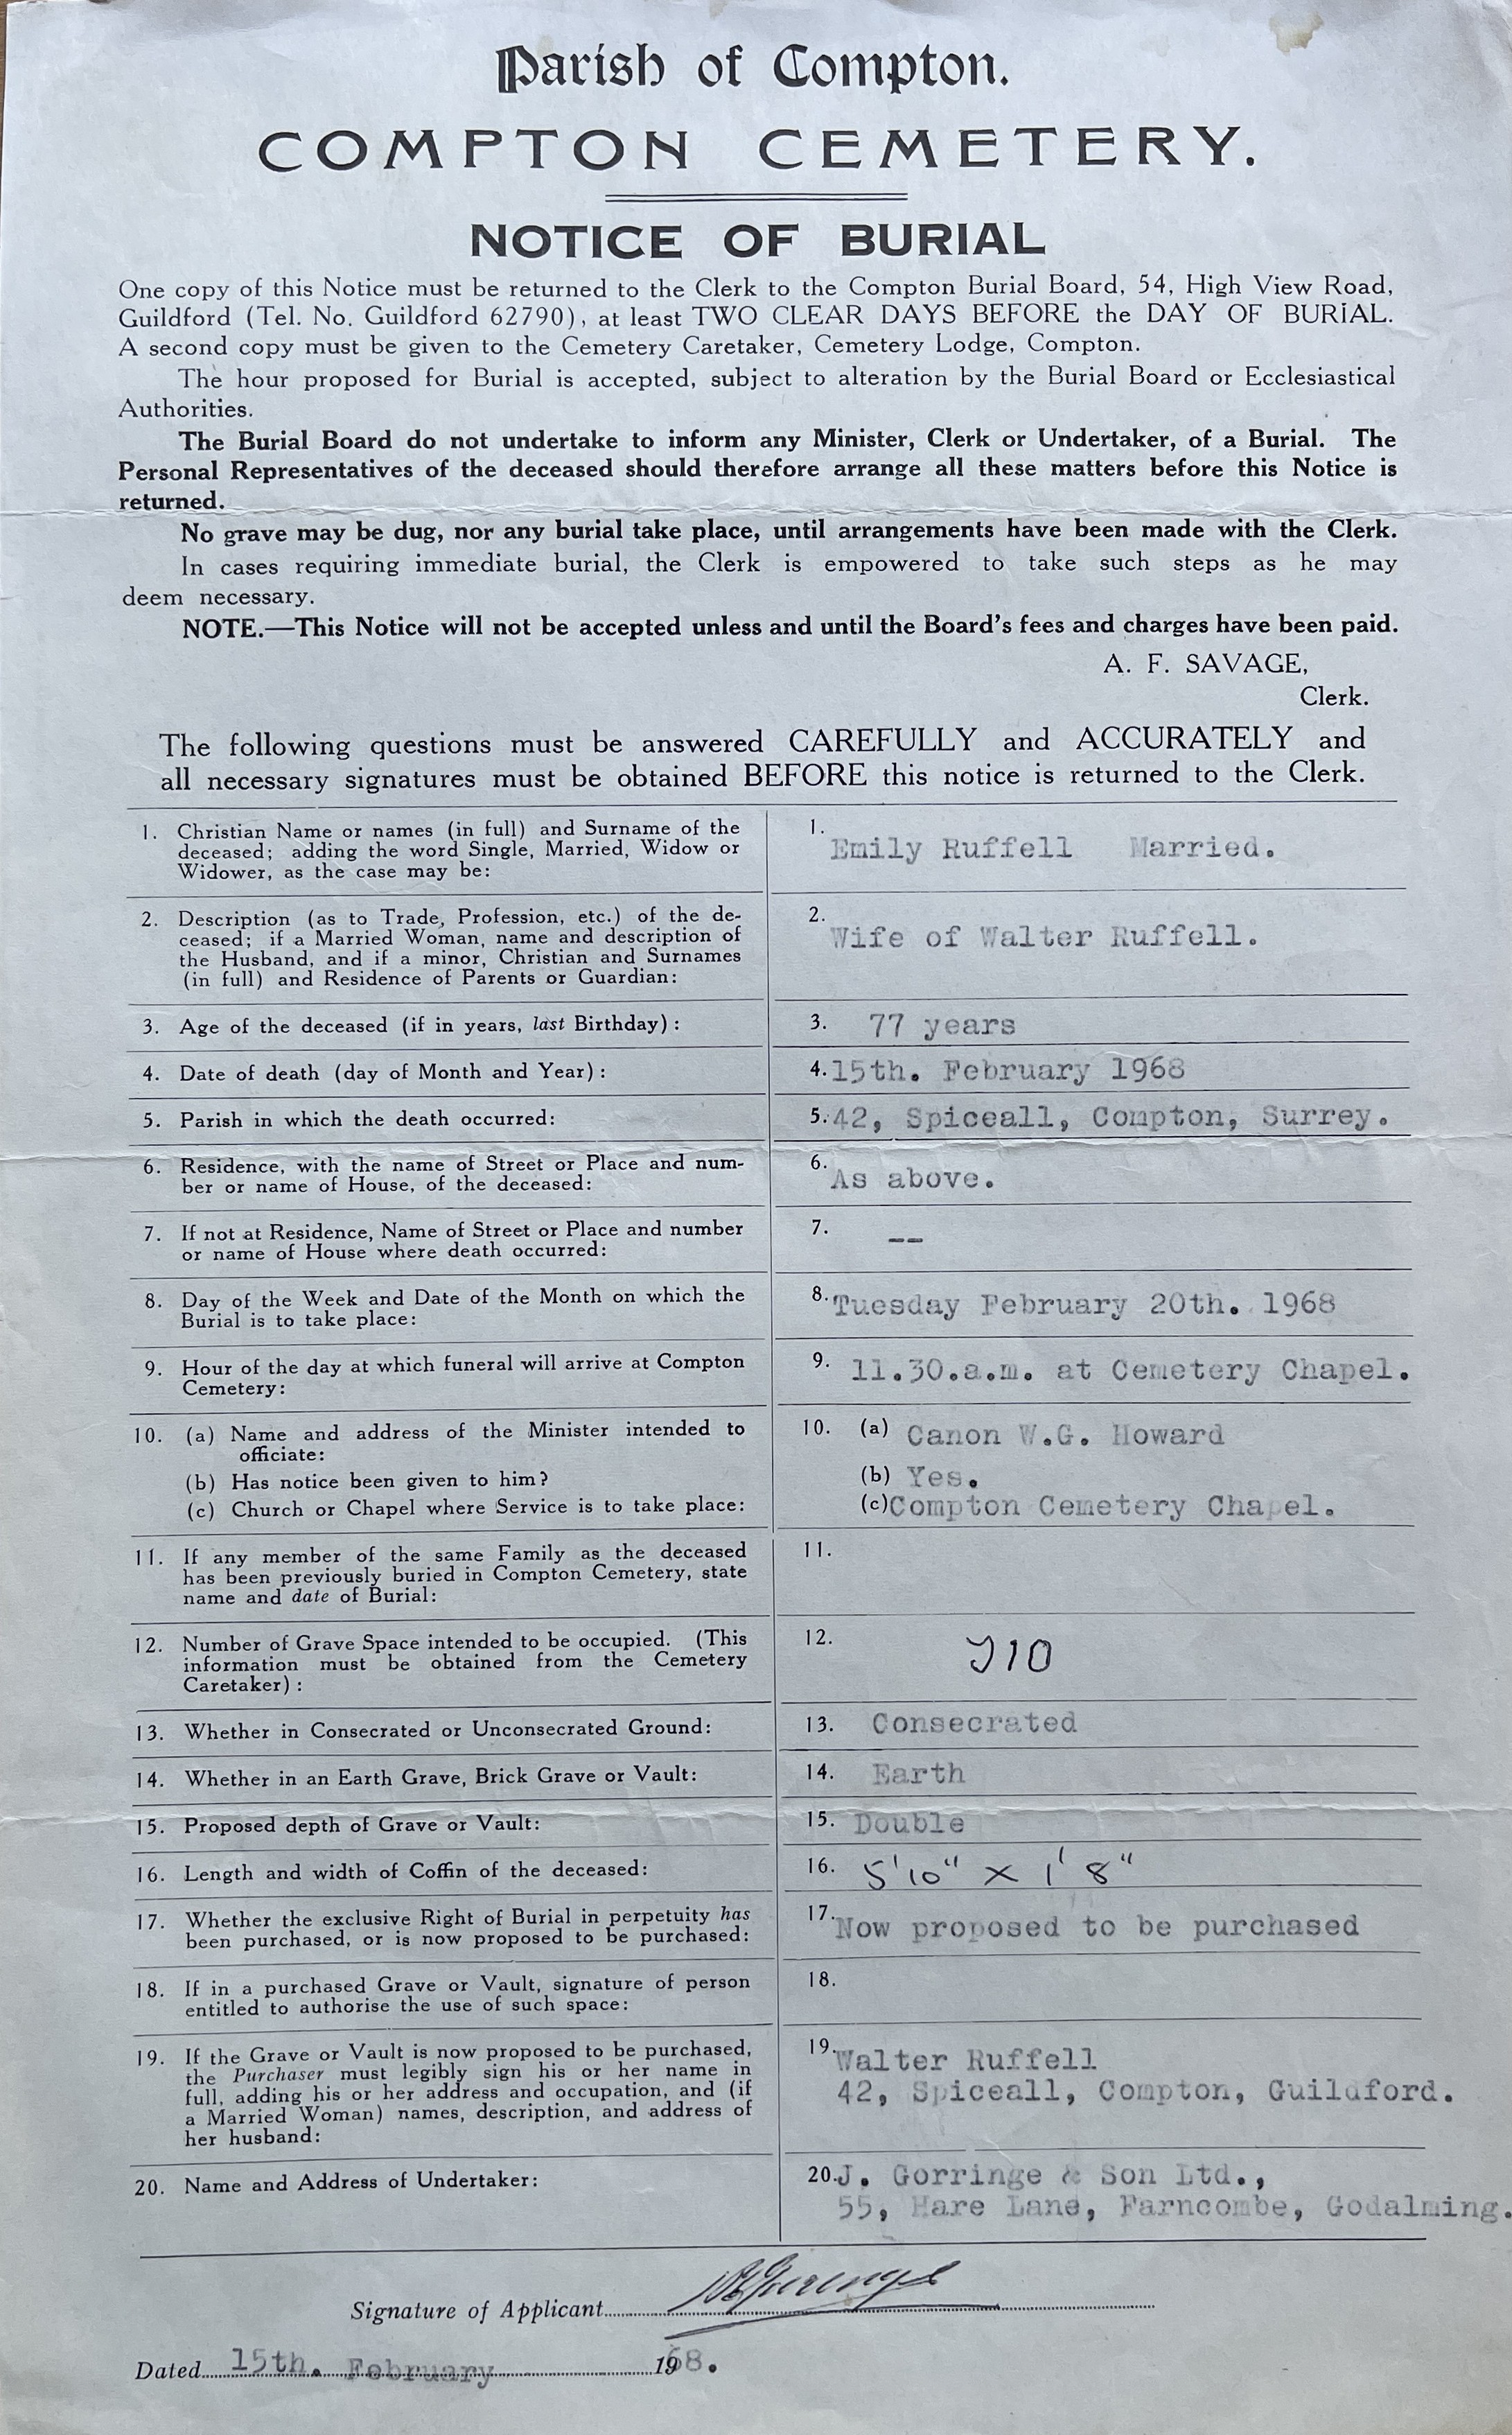 Parish of Compton.
COMPTON CEMETERY.
NOTICE OF BURIAL
One copy of this Notice must be returned to the Clerk to the Compton Burial Board, 54, High View Road,
Guildford (Tel. No. Guildford 62790), at least TWO CLEAR DAYS BEFORE the DAY OF BURIAL.
A second copy must be given to the Cemetery Caretaker, Cemetery Lodge, Compton.
The hour proposed for Burial is accepted, subject to alteration by the Burial Board or Ecclesiastical
Authorities.
The Burial Board do not undertake to inform any Minister, Clerk or Undertaker, of a Burial. The
Personal Representatives of the deceased should therefore arrange all these matters before this Notice is
returned.
No grave may be dug, nor any burial take place, until arrangements have been made with the Clerk.
In cases requiring immediate burial, the Clerk is empowered to take such steps as he may
deem necessary.
NOTE.—This Notice will not be accepted unless and until the Board's fees and charges have been paid.
A. F. SAVAGE,
Clerk.
The following questions must be answered CAREFULLY and ACCURATELY and
all necessary signatures must be obtained BEFORE this notice is returned to the Clerk.
1. Christian Name or names (in full) and Surname of the
deceased; adding the word Single, Married, Widow or
Widower, as the case may be:
1. Emily Ruffell Married.
2. Description (as to Trade, Profession, etc.) of the de-
ceased; if a Married Woman, name and description of
the Husband, and if a minor, Christian and Surnames
(in full) and Residence of Parents or Guardian:
2. Wife of Walter Ruffell.
3. Age of the deceased (if in years, last Birthday):
3. 77 years
4. Date of death (day of Month and Year):
4. 15th. February 1968
5. Parish in which the death occurred:
5. 42, Spiceall, Compton, Surrey.
6. Residence, with the name of Street or Place and num-
ber or name of House, of the deceased:
6. As above.
7. If not at Residence, Name of Street or Place and number
or name of House where death occurred:
7. --
8. Day of the Week and Date of the Month on which the
Burial is to take place:
8. Tuesday February 20th. 1968
9. Hour of the day at which funeral will arrive at Compton
Cemetery:
9. 11.30.a.m. at Cemetery Chapel.
10. (a) Name and address of the Minister intended to
officiate:
(b) Has notice been given to him?
(c) Church or Chapel where Service is to take place:
10. (a) Canon W.G. Howard
(b) Yes.
(c) Compton Cemetery Chapel.
11. If any member of the same Family as the deceased
has been previously buried in Compton Cemetery, state
name and date of Burial:
11.
12. Number of Grave Space intended to be occupied. (This
information must be obtained from the Cemetery
Caretaker):
12. 10
13. Whether in Consecrated or Unconsecrated Ground:
13. Consecrated
14. Whether in an Earth Grave, Brick Grave or Vault:
14. Earth
15. Proposed depth of Grave or Vault:
15. Double
16. Length and width of Coffin of the deceased:
16. 5'10" x 1'8"
17. Whether the exclusive Right of Burial in perpetuity has
been purchased, or is now proposed to be purchased:
17. Now proposed to be purchased
18. If in a purchased Grave or Vault, signature of person
entitled to authorise the use of such space:
18.
19. If the Grave or Vault is now proposed to be purchased,
the Purchaser must legibly sign his or her name in
full, adding his or her address and occupation, and (if
a Married Woman) names, description, and address of
her husband:
19. Walter Ruffell
42, Spiceall, Compton, Guildford.
20. Name and Address of Undertaker:
20. J. Gorringe & Son Ltd.,
55, Hare Lane, Farncombe, Godalming.
Signature of Applicant
Dated 15th. February 1968.